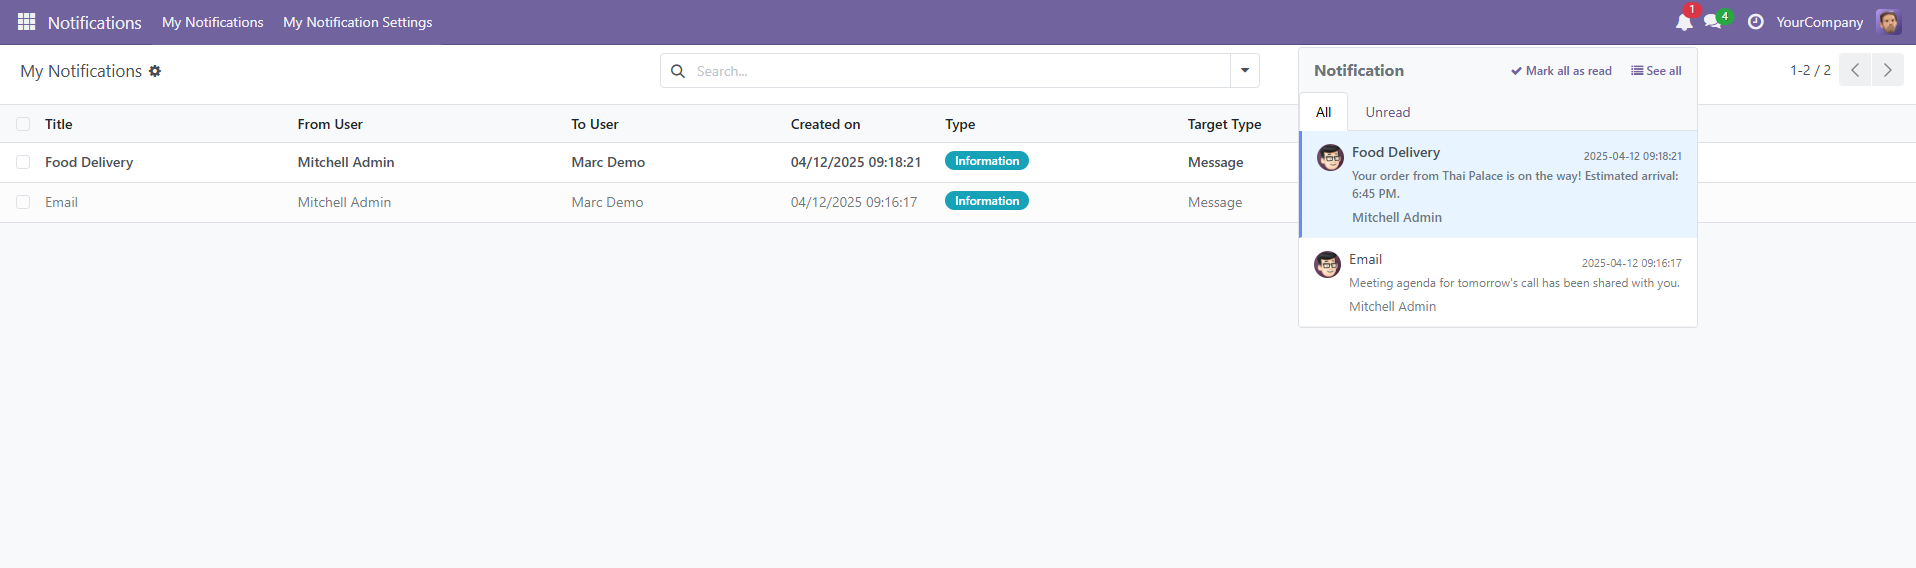 Notifications My Notifications My Notification Settings 1 4 YourCompany
My Notifications Search... 1-2 / 2
Title From User To User Created on Type Target Type
Food Delivery Mitchell Admin Marc Demo 04/12/2025 09:18:21 Information Message
Email Mitchell Admin Marc Demo 04/12/2025 09:16:17 Information Message
Notification Mark all as read See all
All Unread
Food Delivery 2025-04-12 09:18:21
Your order from Thai Palace is on the way! Estimated arrival:
6:45 PM.
Mitchell Admin
Email 2025-04-12 09:16:17
Meeting agenda for tomorrow's call has been shared with you.
Mitchell Admin